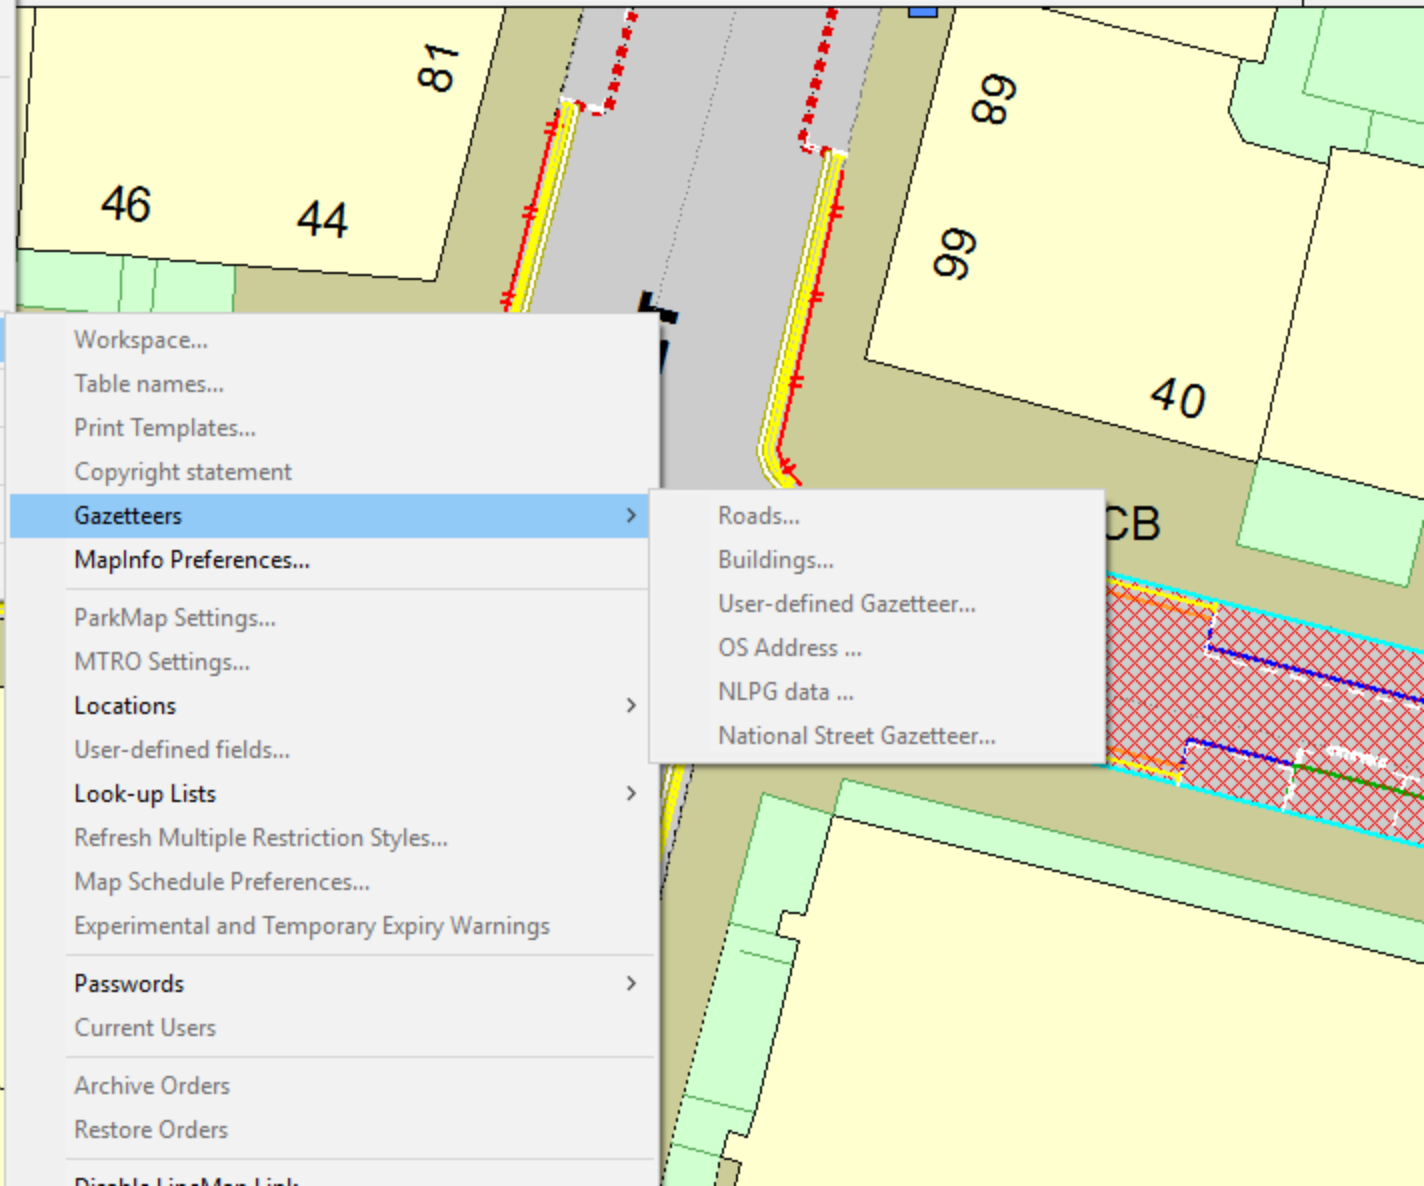 81
89
99
46
44
40
CB
Workspace...
Table names...
Print Templates...
Copyright statement
Gazetteers
MapInfo Preferences...
ParkMap Settings...
MTRO Settings...
Locations
User-defined fields...
Look-up Lists
Refresh Multiple Restriction Styles...
Map Schedule Preferences...
Experimental and Temporary Expiry Warnings
Passwords
Current Users
Archive Orders
Restore Orders
Roads...
Buildings...
User-defined Gazetteer...
OS Address ...
NLPG data ...
National Street Gazetteer...